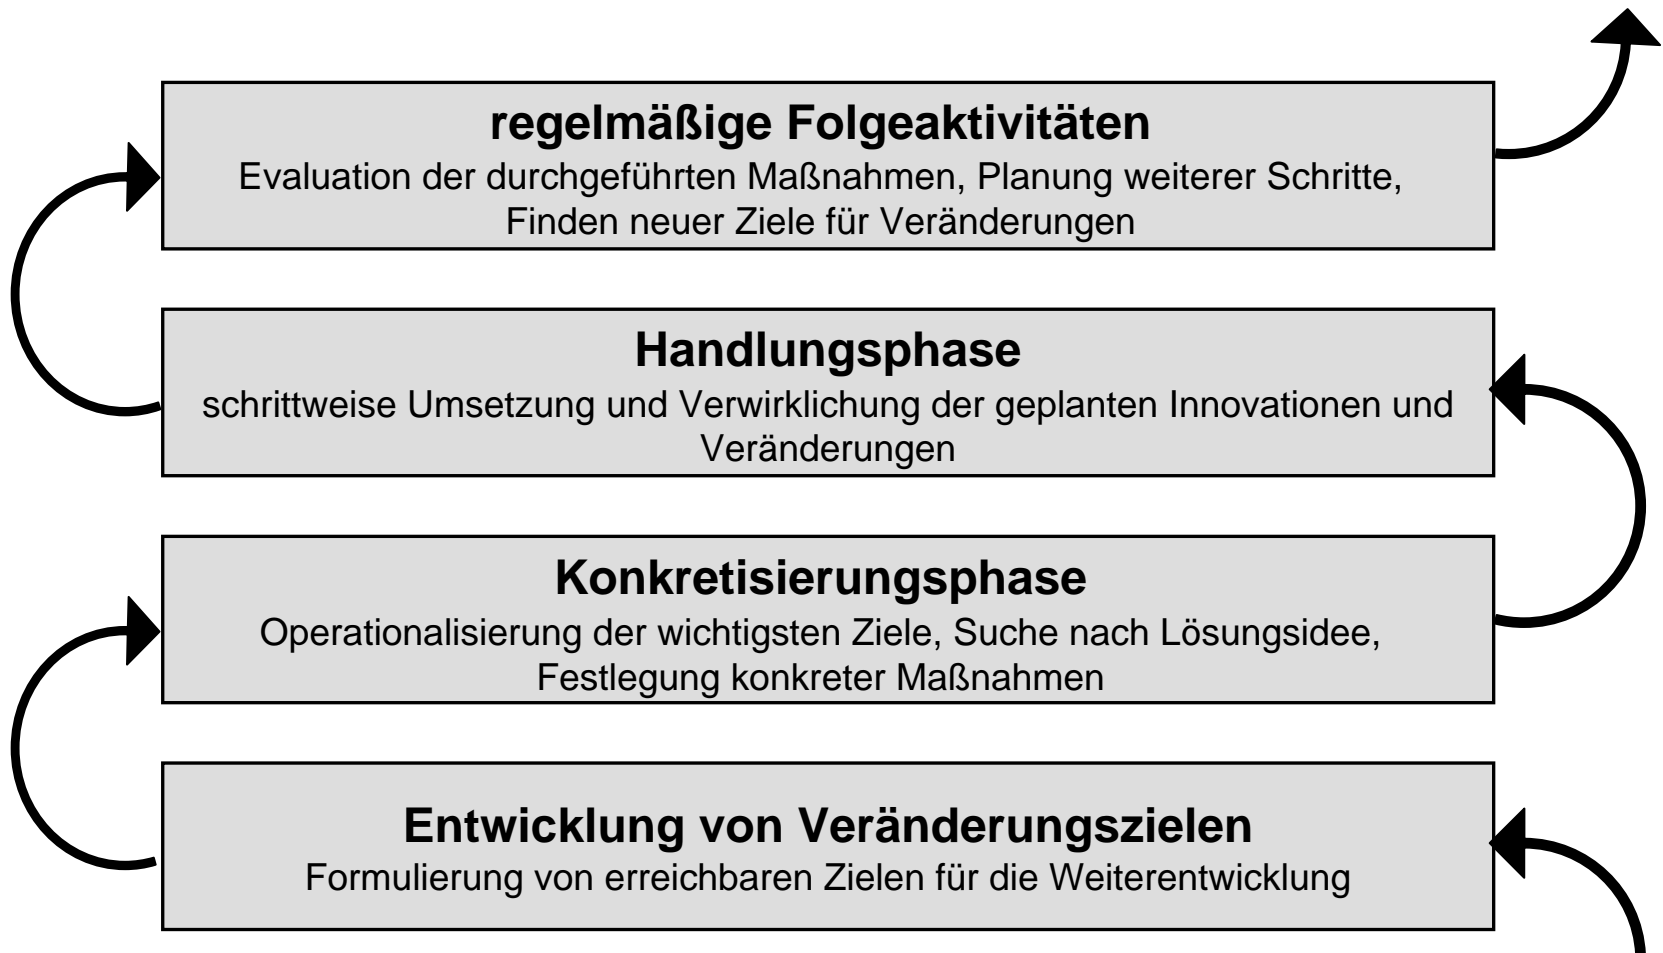 regelmäßige Folgeaktivitäten
Evaluation der durchgeführten Maßnahmen, Planung weiterer Schritte,
Finden neuer Ziele für Veränderungen
Handlungsphase
schrittweise Umsetzung und Verwirklichung der geplanten Innovationen und
Veränderungen
Konkretisierungsphase
Operationalisierung der wichtigsten Ziele, Suche nach Lösungsidee,
Festlegung konkreter Maßnahmen
Entwicklung von Veränderungszielen
Formulierung von erreichbaren Zielen für die Weiterentwicklung